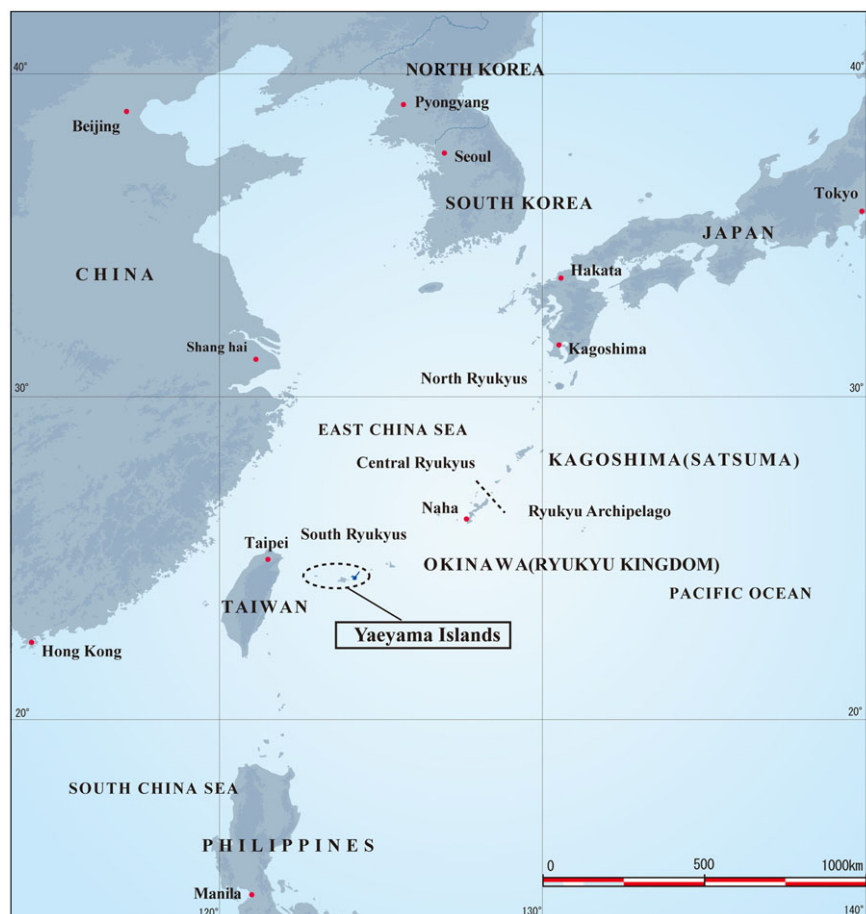 40°
40°
NORTH KOREA
Pyongyang
Beijing
Seoul
SOUTH KOREA
Tokyo
JAPAN
CHINA
Hakata
Shang hai
Kagoshima
North Ryukyus
30°
30°
EAST CHINA SEA
Central Ryukyus
KAGOSHIMA(SATSUMA)
Naha
Ryukyu Archipelago
South Ryukyus
Taipei
OKINAWA(RYUKYU KINGDOM)
PACIFIC OCEAN
TAIWAN
Yaeyama Islands
Hong Kong
20°
20°
SOUTH CHINA SEA
PHILIPPINES
0 500 1000km
Manila
120°
130°
140°